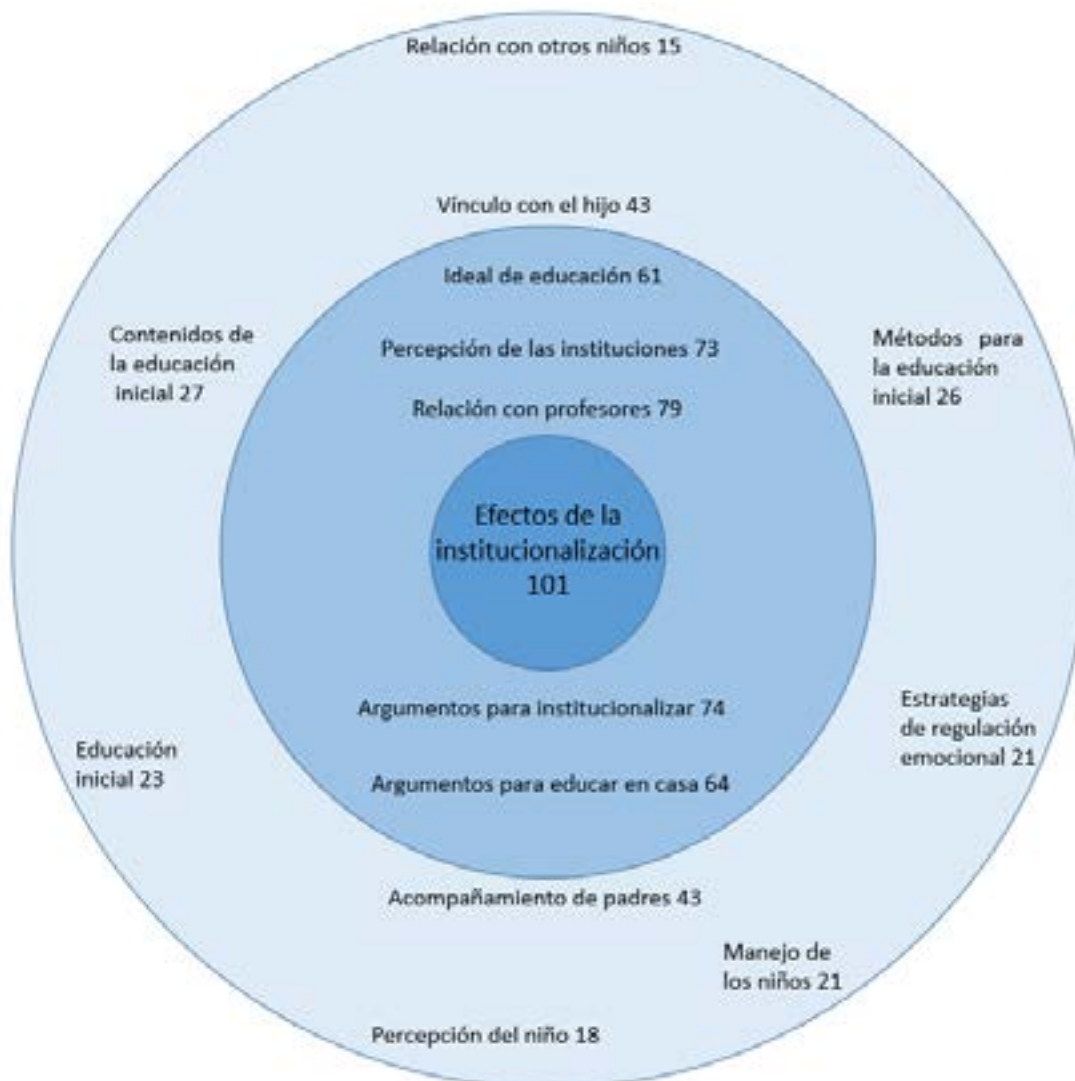 Relación con otros niños 15
Vínculo con el hijo 43
Ideal de educación 61
Contenidos de
la educación
inicial 27
Percepción de las instituciones 73
Métodos para
la educación
inicial 26
Relación con profesores 79
Efectos de la
institucionalización
101
Argumentos para institucionalizar 74
Estrategias
de regulación
emocional 21
Educación
inicial 23
Argumentos para educar en casa 64
Acompañamiento de padres 43
Manejo de
los niños 21
Percepción del niño 18